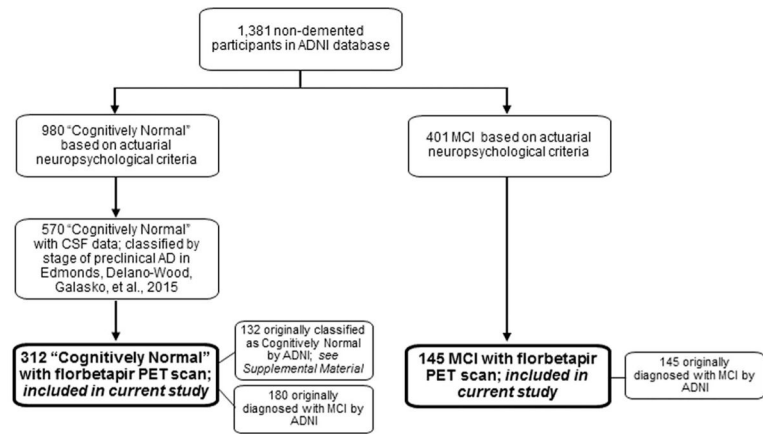 1,381 non-demented
participants in ADNI database
980 “Cognitively Normal”
based on actuarial
neuropsychological criteria
401 MCI based on actuarial
neuropsychological criteria
570 “Cognitively Normal”
with CSF data; classified by
stage of preclinical AD in
Edmonds, Delano-Wood,
Galasko, et al., 2015
312 “Cognitively Normal”
with florbetapir PET scan;
included in current study
132 originally classified
as Cognitively Normal
by ADNI; see
Supplemental Material
180 originally
diagnosed with MCI by
ADNI
145 MCI with florbetapir
PET scan; included in
current study
145 originally
diagnosed with MCI by
ADNI